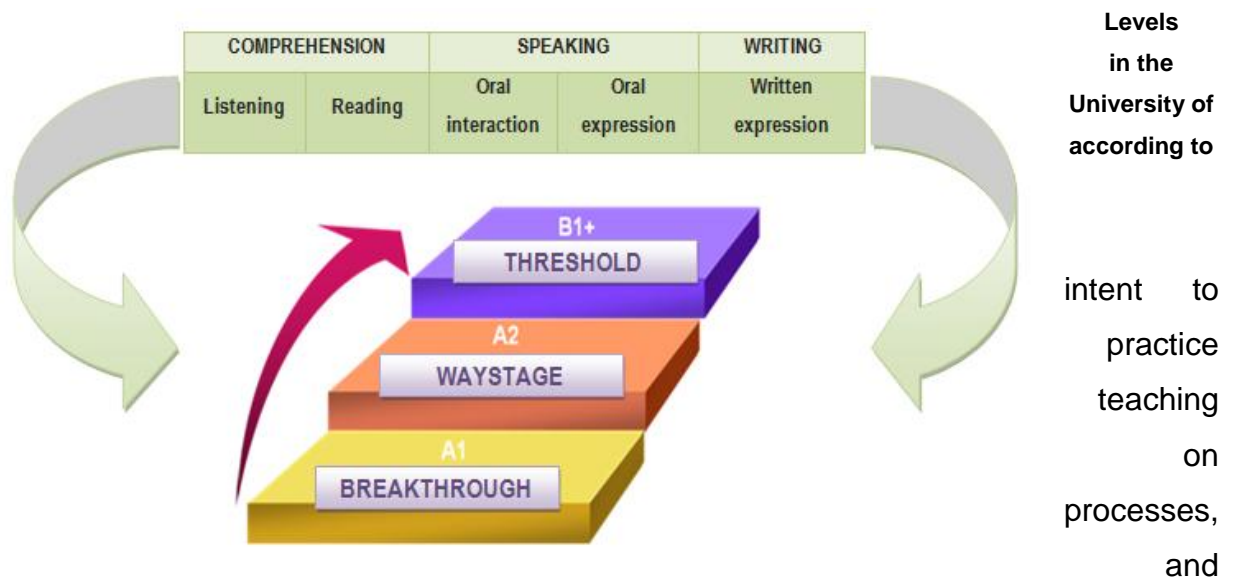 COMPREHENSION SPEAKING WRITING
Listening Reading Oral interaction Oral expression Written expression
B1+
THRESHOLD
A2
WAYSTAGE
A1
BREAKTHROUGH
Levels
in the
University of
according to
intent to
practice
teaching
on
processes,
and